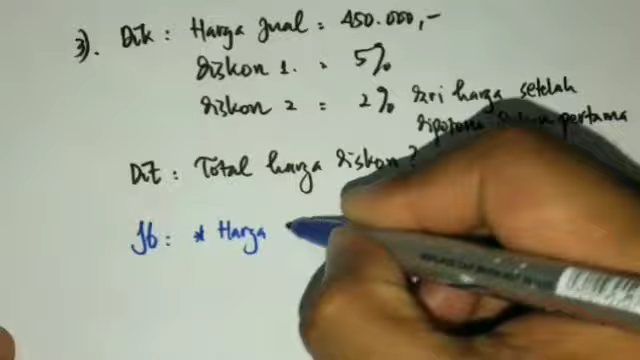 3). Dik : Harga Jual = 450.000,-
Diskon 1 = 5%
Diskon 2 = 2% Dari harga setelah
dipotong pertama
Dit : Total harga diskon ?
Jb : * Harga